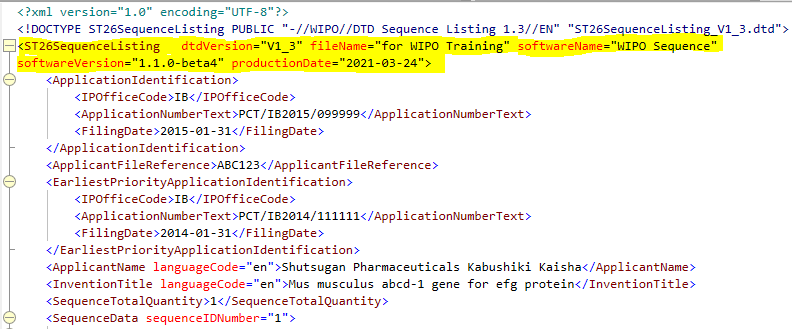 <?xml version="1.0" encoding="UTF-8"?>
<!DOCTYPE ST26SequenceListing PUBLIC "-//WIPO//DTD Sequence Listing 1.3//EN" "ST26SequenceListing_V1_3.dtd">
<ST26SequenceListing dtdVersion="V1_3" fileName="for WIPO Training" softwareName="WIPO Sequence"
softwareVersion="1.1.0-beta4" productionDate="2021-03-24">
<ApplicationIdentification>
<IPOfficeCode>IB</IPOfficeCode>
<ApplicationNumberText>PCT/IB2015/099999</ApplicationNumberText>
<FilingDate>2015-01-31</FilingDate>
</ApplicationIdentification>
<ApplicantFileReference>ABC123</ApplicantFileReference>
<EarliestPriorityApplicationIdentification>
<IPOfficeCode>IB</IPOfficeCode>
<ApplicationNumberText>PCT/IB2014/111111</ApplicationNumberText>
<FilingDate>2014-01-31</FilingDate>
</EarliestPriorityApplicationIdentification>
<ApplicantName languageCode="en">Shutsugan Pharmaceuticals Kabushiki Kaisha</ApplicantName>
<InventionTitle languageCode="en">Mus musculus abcd-1 gene for efg protein</InventionTitle>
<SequenceTotalQuantity>1</SequenceTotalQuantity>
<SequenceData sequenceIDNumber="1">